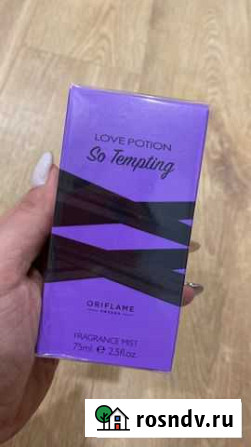 LOVE POTION
So Tempting
ORIFLAME
SWEDEN
FRAGRANCE MIST
75ml ℮ 2.5fl.oz.
rosndv.ru